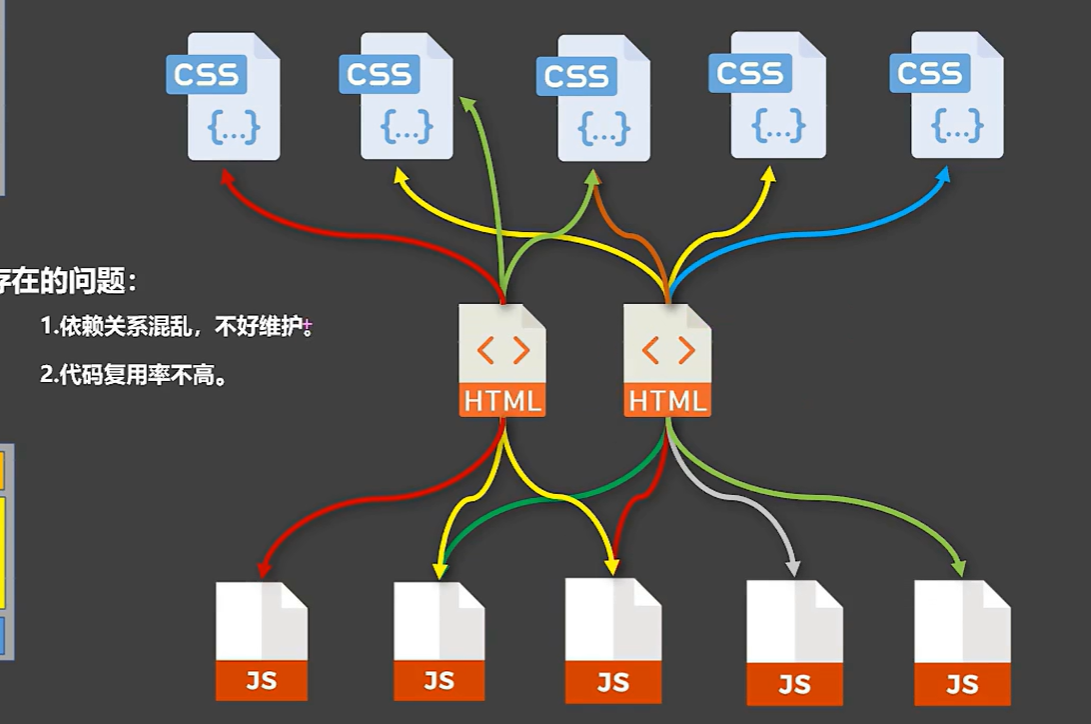 CSS CSS CSS CSS CSS
{...} {...} {...} {...} {...}
存在的问题：
1.依赖关系混乱，不好维护。
2.代码复用率不高。
< > < >
HTML HTML
JS JS JS JS JS